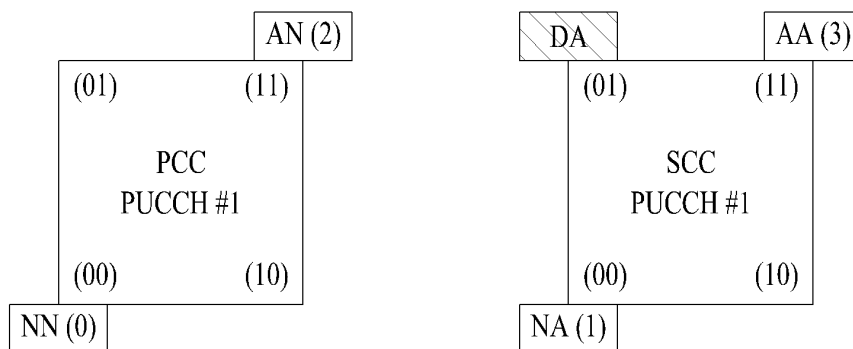 AN (2)
(01) (11)
PCC
PUCCH #1
(00) (10)
NN (0)
DA
AA (3)
(01) (11)
SCC
PUCCH #1
(00) (10)
NA (1)